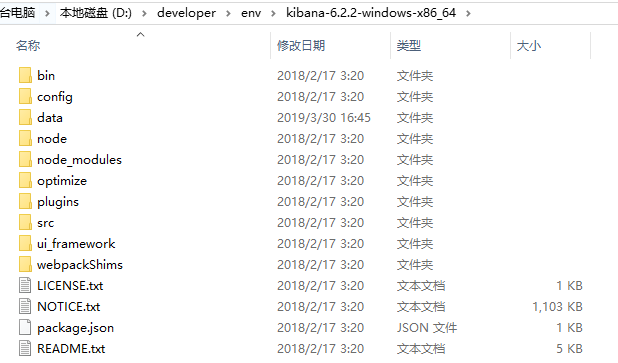 台电脑 › 本地磁盘 (D:) › developer › env › kibana-6.2.2-windows-x86_64 ›
名称 修改日期 类型 大小
bin 2018/2/17 3:20 文件夹
config 2018/2/17 3:20 文件夹
data 2019/3/30 16:45 文件夹
node 2018/2/17 3:20 文件夹
node_modules 2018/2/17 3:20 文件夹
optimize 2018/2/17 3:20 文件夹
plugins 2018/2/17 3:20 文件夹
src 2018/2/17 3:20 文件夹
ui_framework 2018/2/17 3:20 文件夹
webpackShims 2018/2/17 3:20 文件夹
LICENSE.txt 2018/2/17 3:20 文本文档 1 KB
NOTICE.txt 2018/2/17 3:20 文本文档 1,103 KB
package.json 2018/2/17 3:20 JSON 文件 1 KB
README.txt 2018/2/17 3:20 文本文档 5 KB